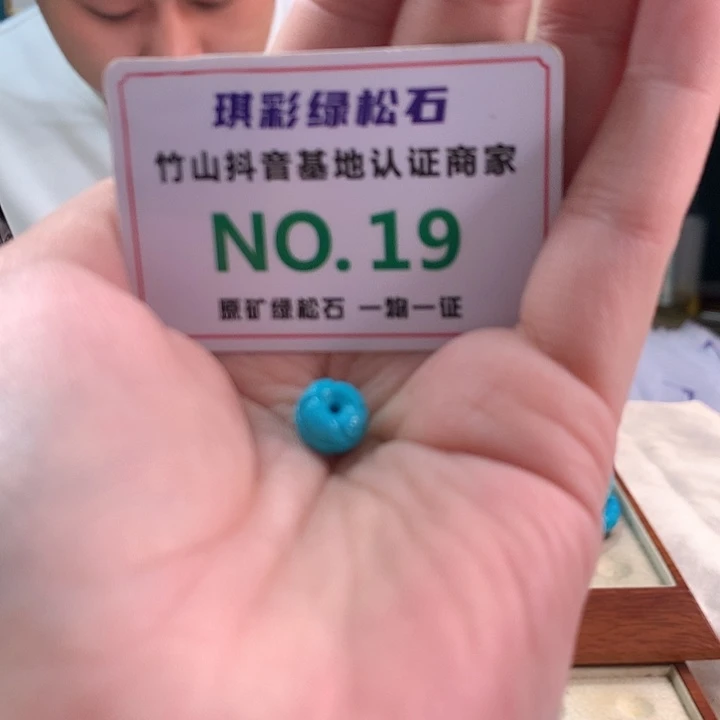 琪彩绿松石
竹山抖音基地认证商家
NO.19
原矿绿松石 一物一证